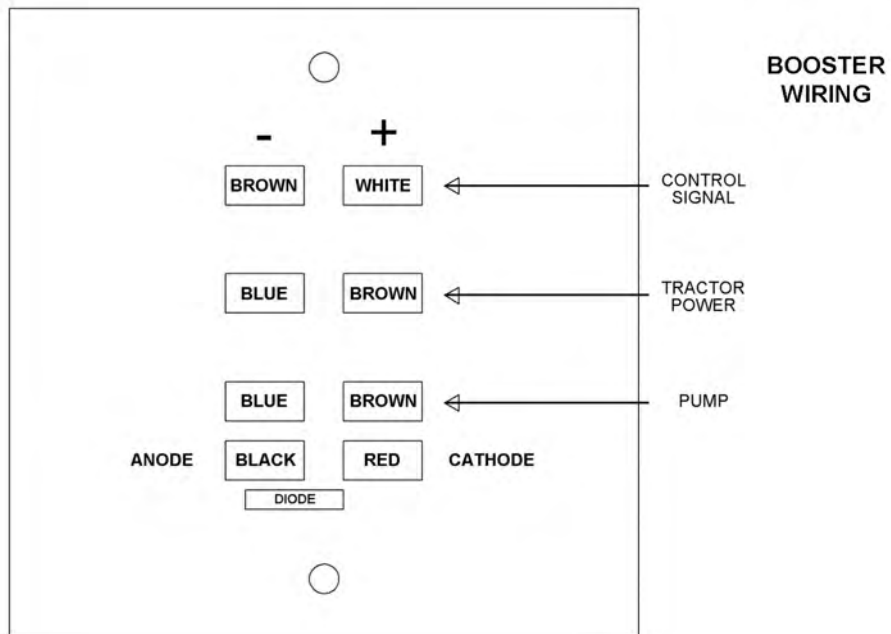 BOOSTER
WIRING
- +
BROWN WHITE
CONTROL
SIGNAL
BLUE BROWN
TRACTOR
POWER
BLUE BROWN
PUMP
ANODE BLACK RED CATHODE
DIODE